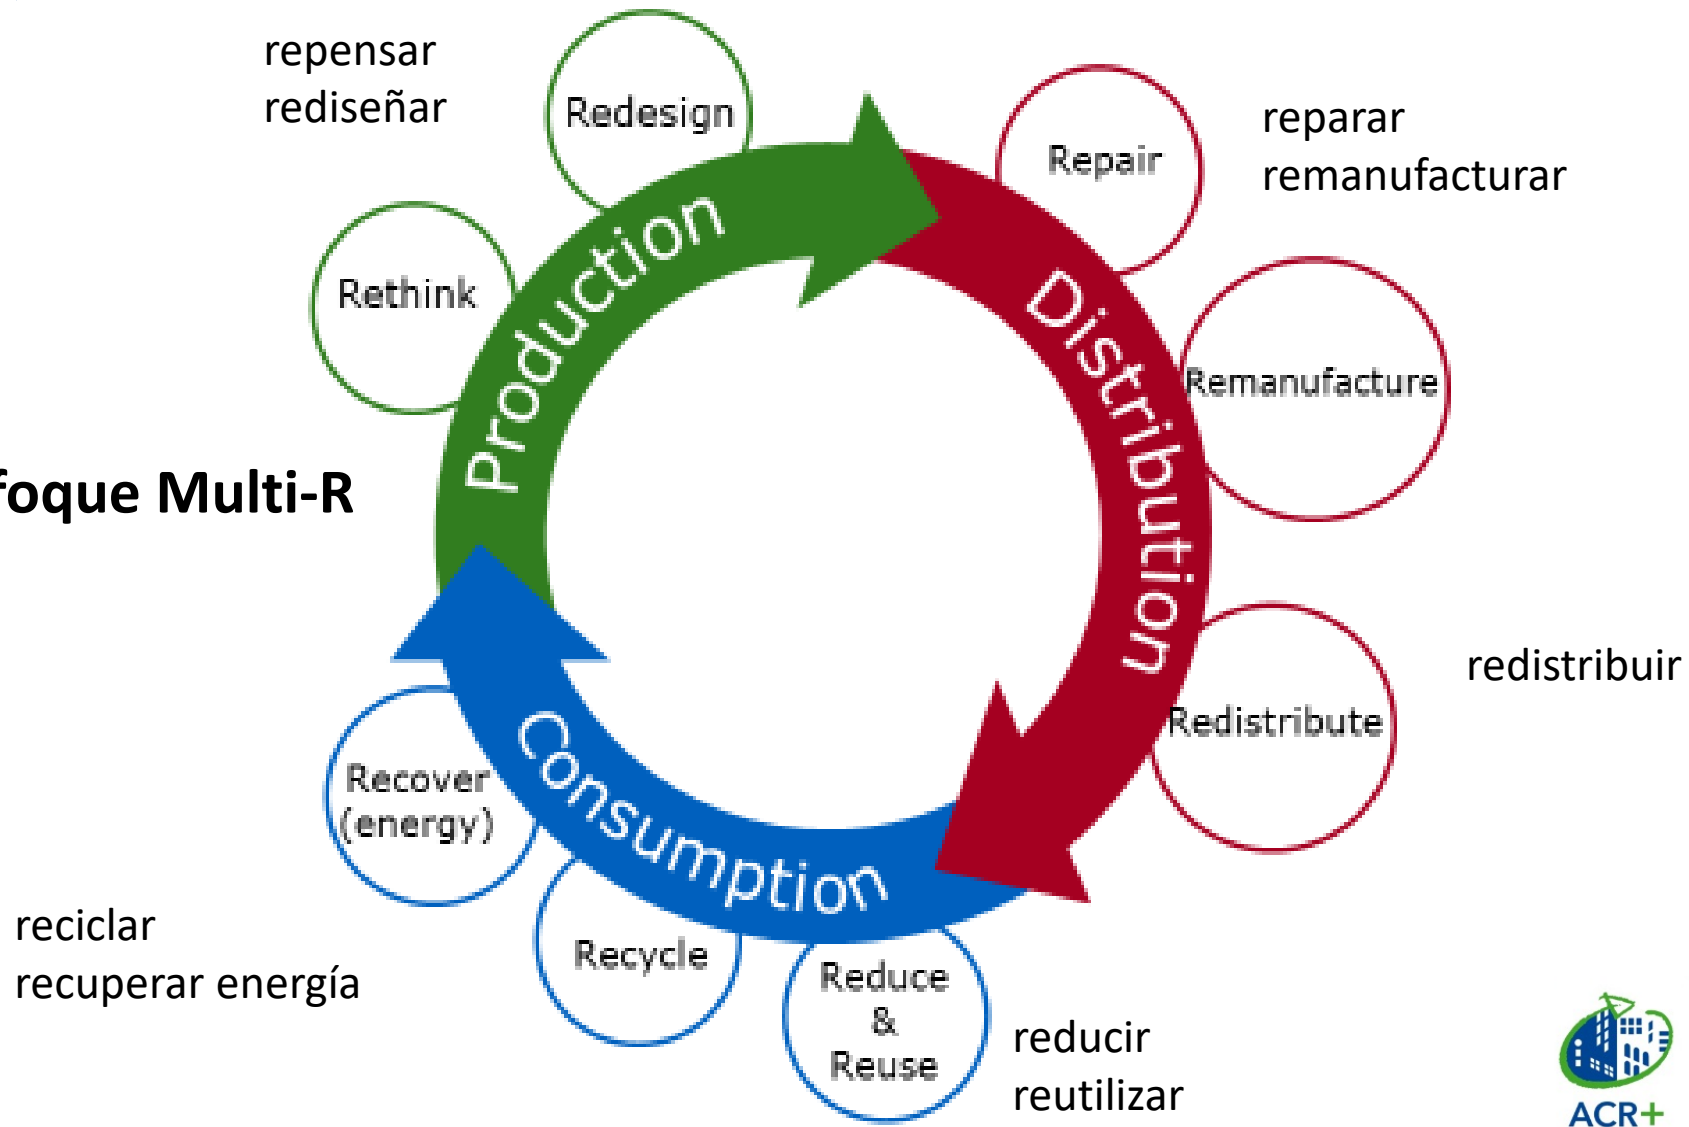 repensar
rediseñar
Redesign
Repair
reparar
remanufacturar
Rethink
Production
Distribution
Remanufacture
foque Multi-R
Redistribute
redistribuir
Recover
(energy)
Consumption
Recycle
Reduce
&
Reuse
reciclar
recuperar energía
reducir
reutilizar
ACR+